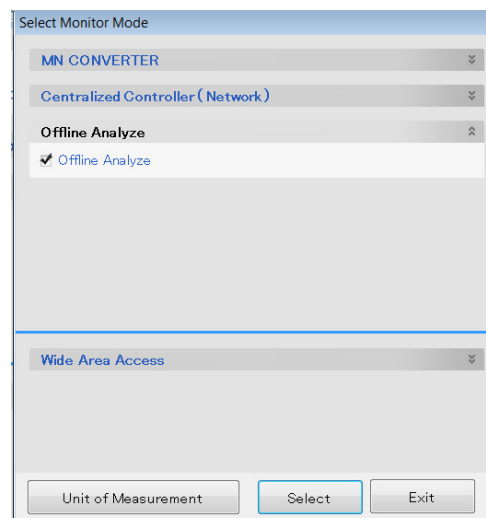 Select Monitor Mode
MN CONVERTER
Centralized Controller ( Network )
Offline Analyze
Offline Analyze
Wide Area Access
Unit of Measurement
Select
Exit